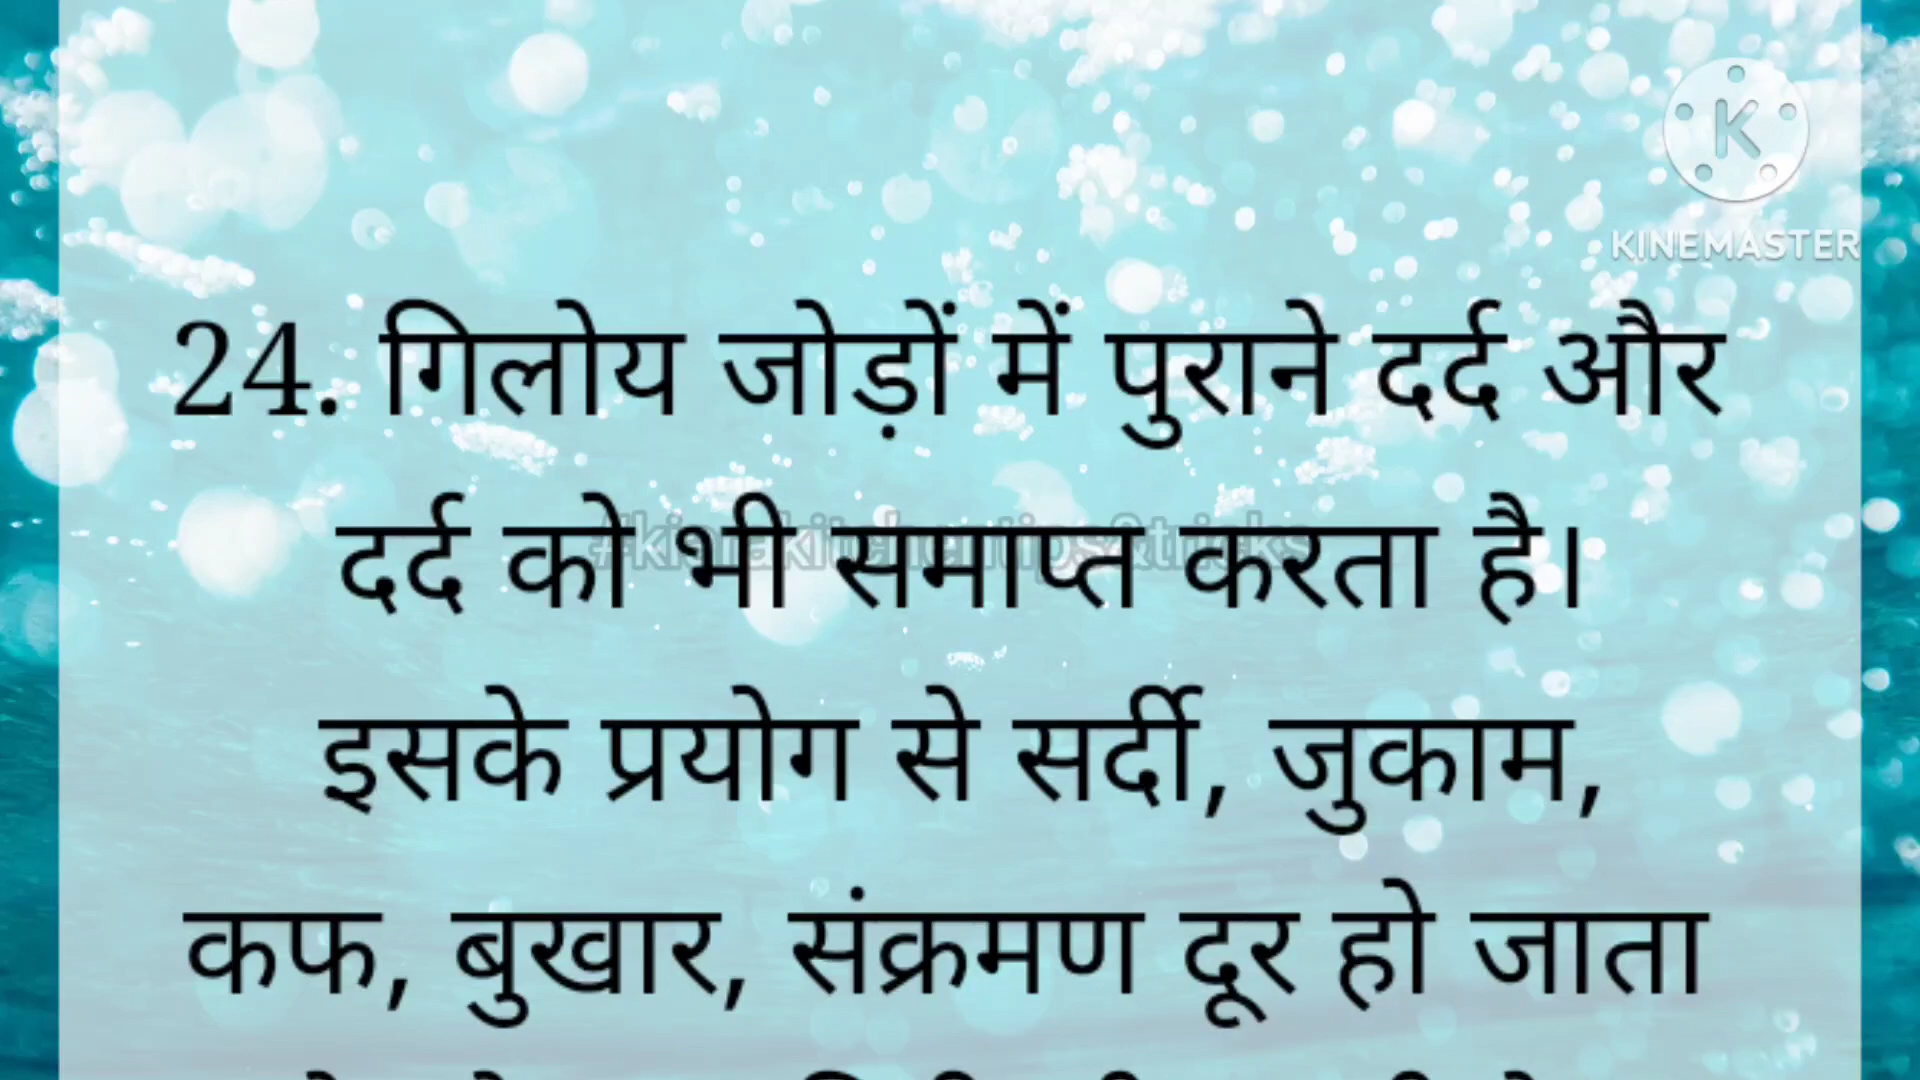 KINEMASTER
24. गिलोय जोड़ों में पुराने दर्द और
दर्द को भी समाप्त करता है।
इसके प्रयोग से सर्दी, जुकाम,
कफ, बुखार, संक्रमण दूर हो जाता